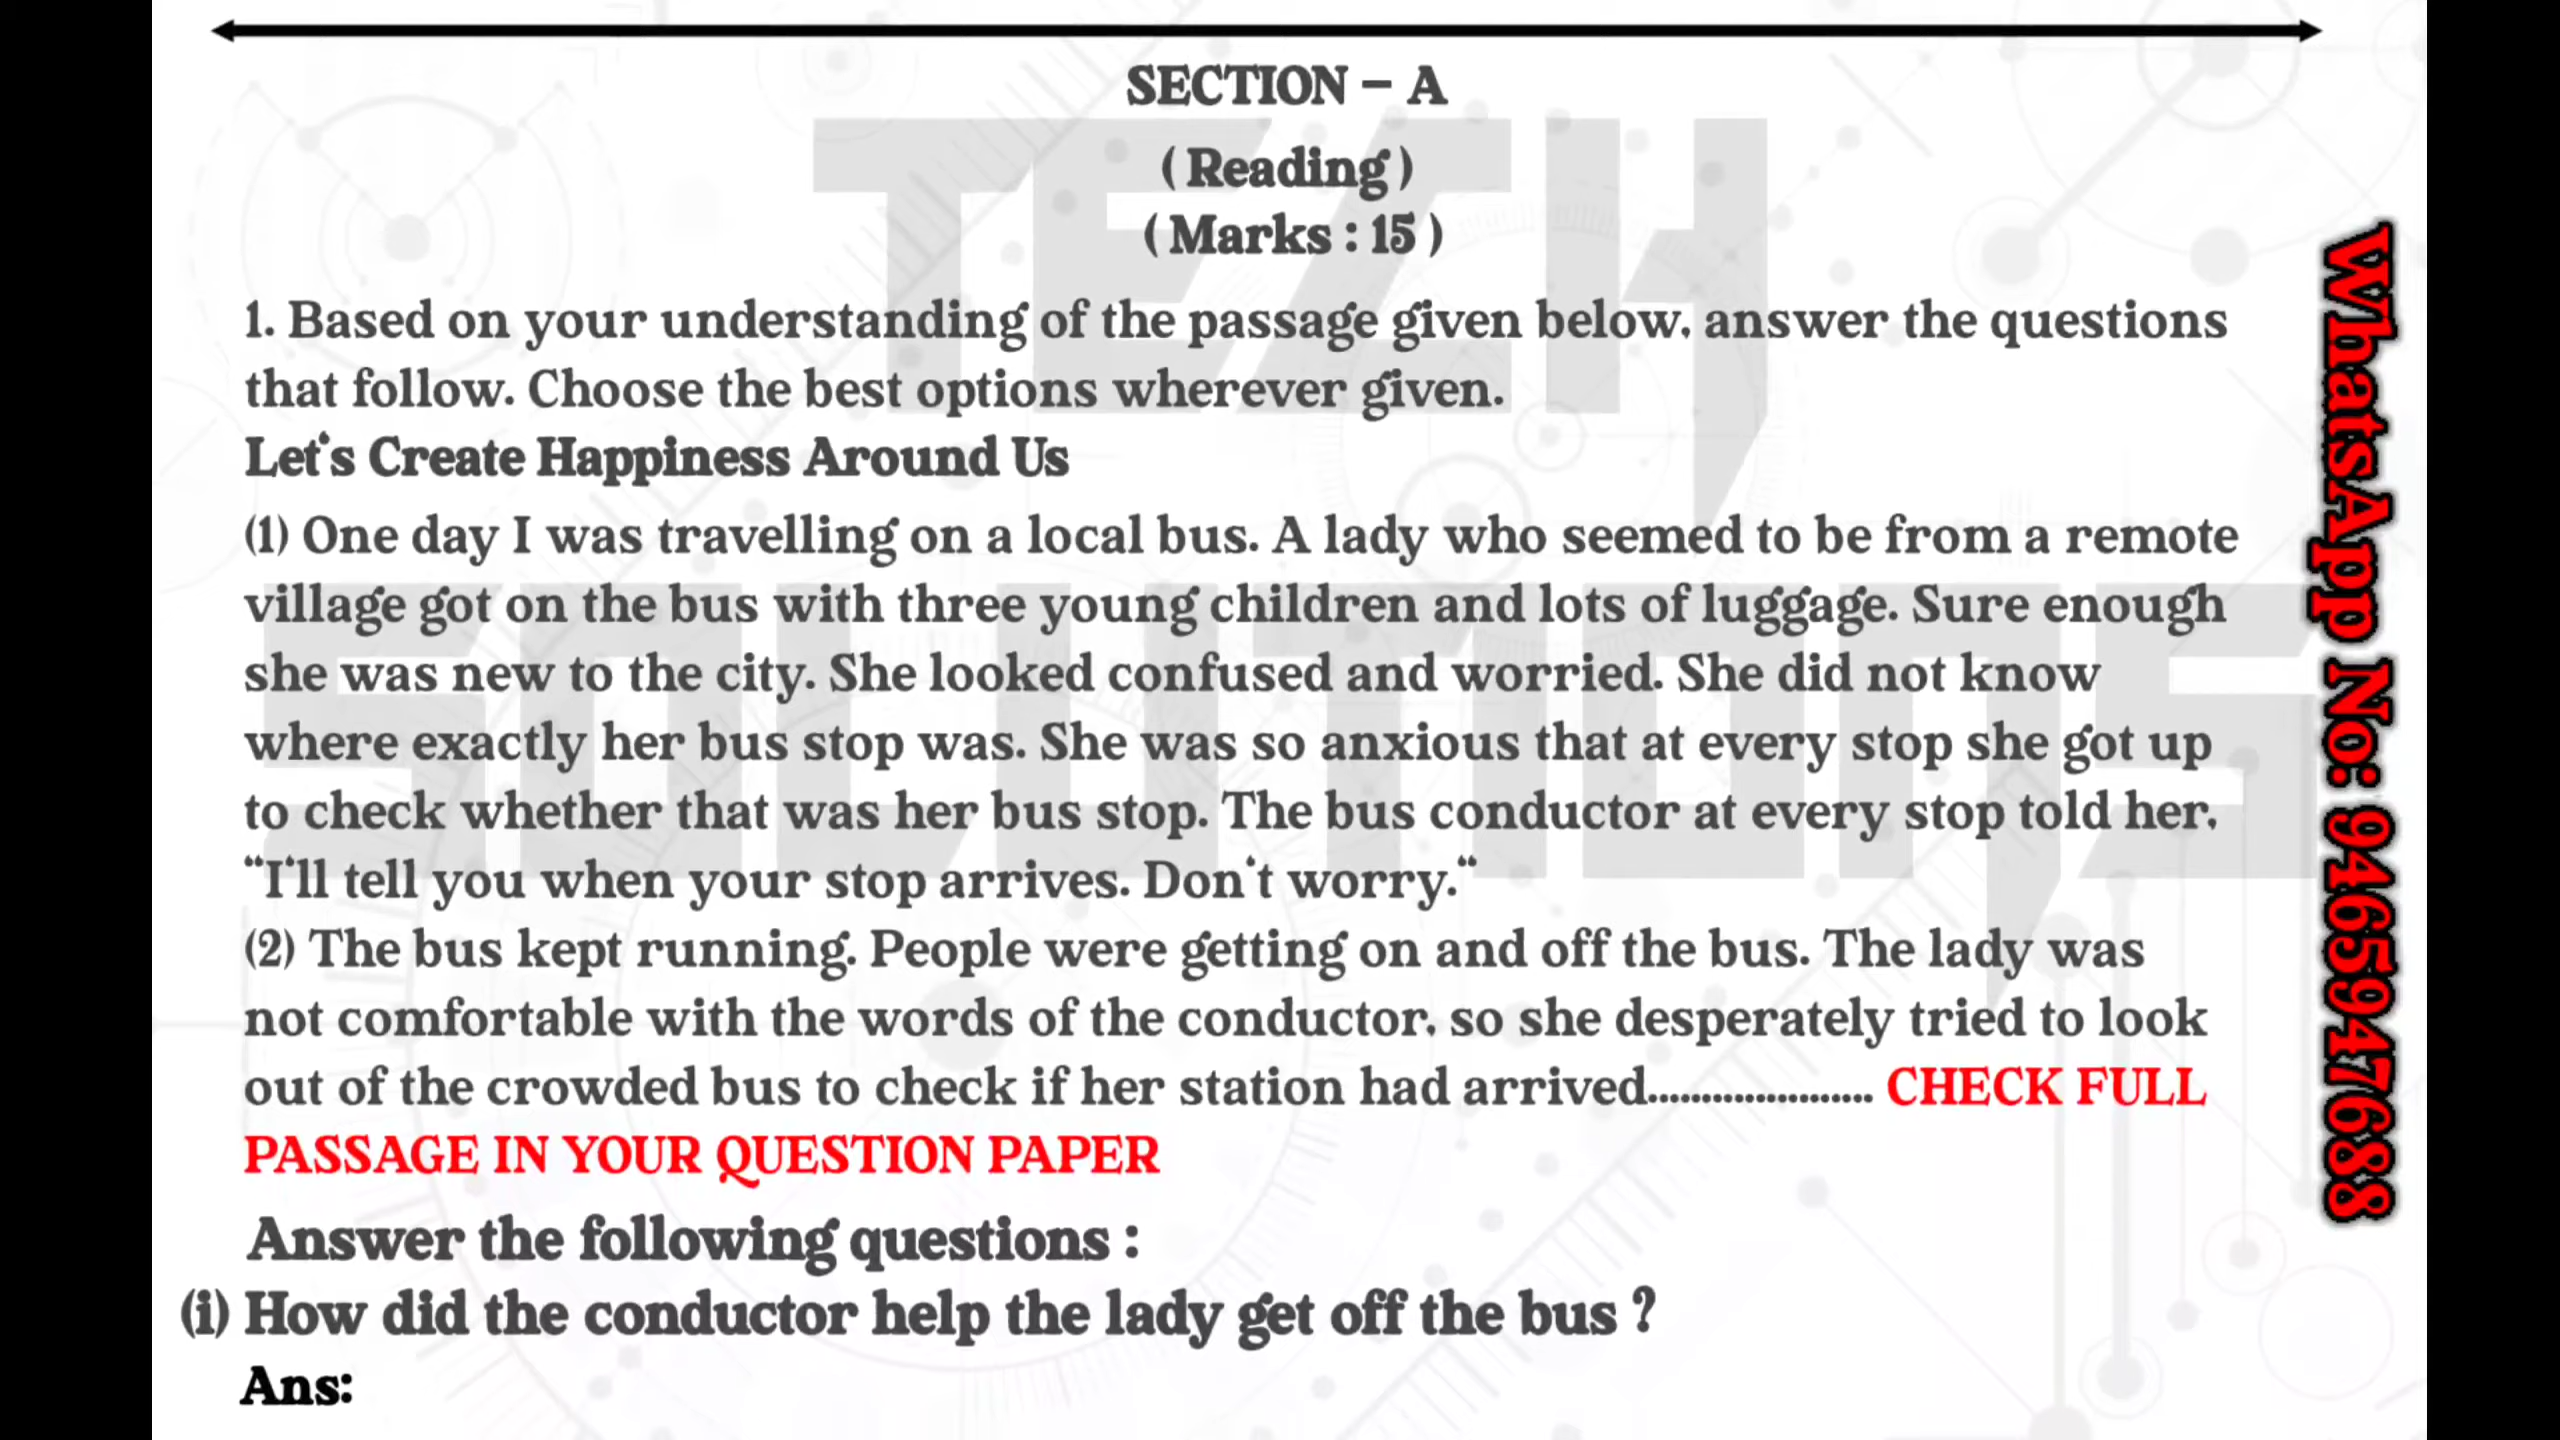 SECTION – A
( Reading )
( Marks : 15 )
1. Based on your understanding of the passage given below, answer the questions
that follow. Choose the best options wherever given.
Let's Create Happiness Around Us
(1) One day I was travelling on a local bus. A lady who seemed to be from a remote
village got on the bus with three young children and lots of luggage. Sure enough
she was new to the city. She looked confused and worried. She did not know
where exactly her bus stop was. She was so anxious that at every stop she got up
to check whether that was her bus stop. The bus conductor at every stop told her,
“I'll tell you when your stop arrives. Don't worry.“
(2) The bus kept running. People were getting on and off the bus. The lady was
not comfortable with the words of the conductor, so she desperately tried to look
out of the crowded bus to check if her station had arrived..................... CHECK FULL
PASSAGE IN YOUR QUESTION PAPER
Answer the following questions :
(i) How did the conductor help the lady get off the bus ?
Ans:
WhatsApp No: 9465947688
TECH
SOLUTIONS